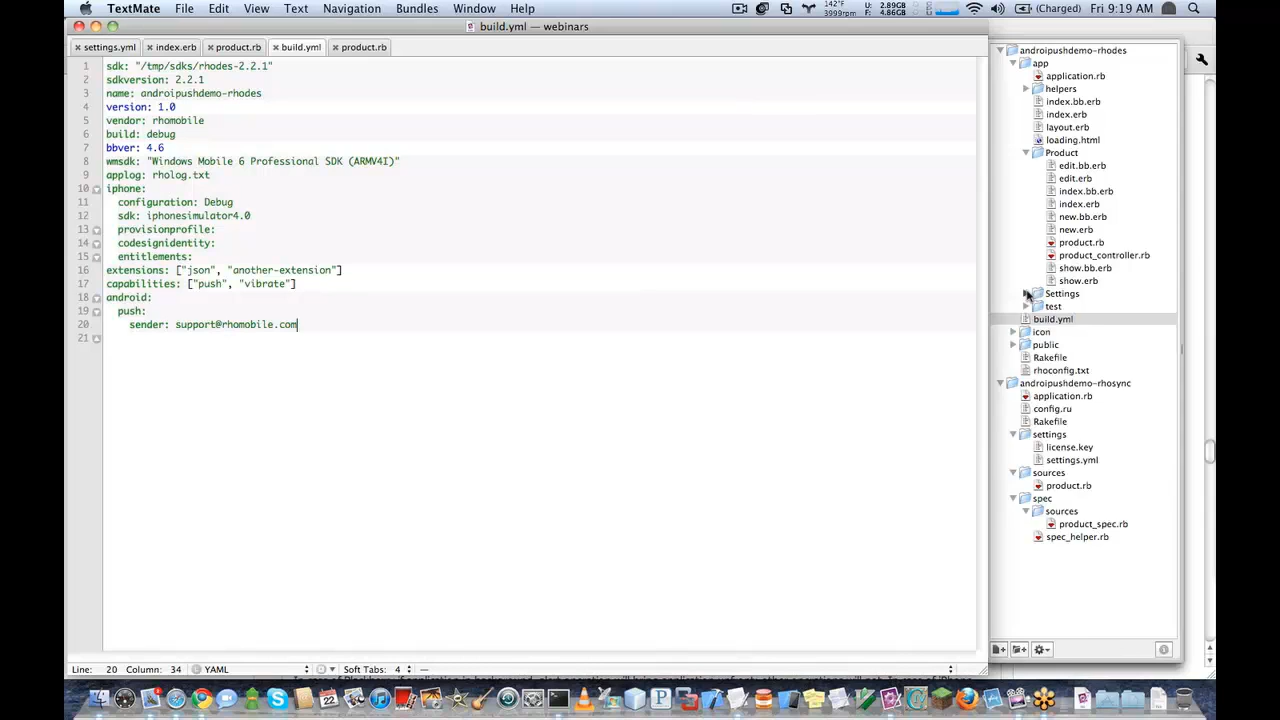 TextMate File Edit View Text Navigation Bundles Window Help 142°F 3999rpm U: 2.89GB F: 4.86GB (Charged) Fri 9:19 AM
build.yml — webinars
settings.yml index.erb product.rb build.yml product.rb
1 sdk: "/tmp/sdks/rhodes-2.2.1"
2 sdkversion: 2.2.1
3 name: androipushdemo-rhodes
4 version: 1.0
5 vendor: rhomobile
6 build: debug
7 bbver: 4.6
8 wmsdk: "Windows Mobile 6 Professional SDK (ARMV4I)"
9 applog: rholog.txt
10 iphone:
11 configuration: Debug
12 sdk: iphonesimulator4.0
13 provisionprofile:
14 codesignidentity:
15 entitlements:
16 extensions: ["json", "another-extension"]
17 capabilities: ["push", "vibrate"]
18 android:
19 push:
20 sender: support@rhomobile.com
21
Line: 20 Column: 34 YAML Soft Tabs: 4 —
androipushdemo-rhodes
app
application.rb
helpers
index.bb.erb
index.erb
layout.erb
loading.html
Product
edit.bb.erb
edit.erb
index.bb.erb
index.erb
new.bb.erb
new.erb
product.rb
product_controller.rb
show.bb.erb
show.erb
Settings
test
build.yml
icon
public
Rakefile
rhoconfig.txt
androipushdemo-rhosync
application.rb
config.ru
Rakefile
settings
license.key
settings.yml
sources
product.rb
spec
sources
product_spec.rb
spec_helper.rb